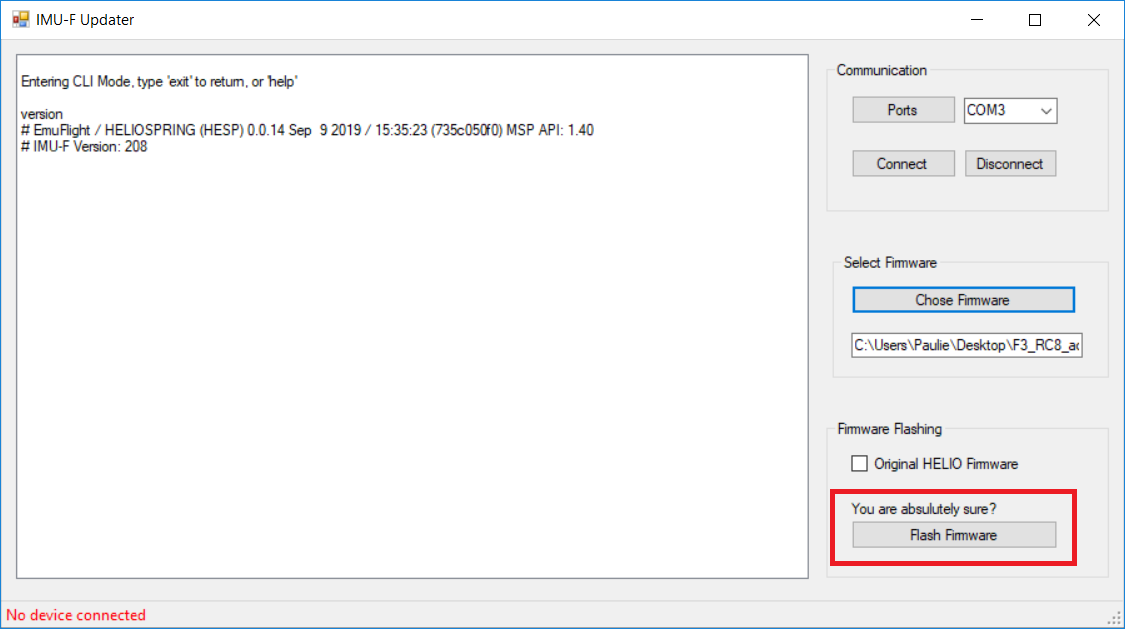 IMU-F Updater
Entering CLI Mode, type 'exit' to return, or 'help'
version
# EmuFlight / HELIOSPRING (HESP) 0.0.14 Sep  9 2019 / 15:35:23 (735c050f0) MSP API: 1.40
# IMU-F Version: 208
Communication
Ports
COM3
Connect
Disconnect
Select Firmware
Chose Firmware
C:\Users\Paulie\Desktop\F3_RC8_ac
Firmware Flashing
Original HELIO Firmware
You are absulutely sure?
Flash Firmware
No device connected